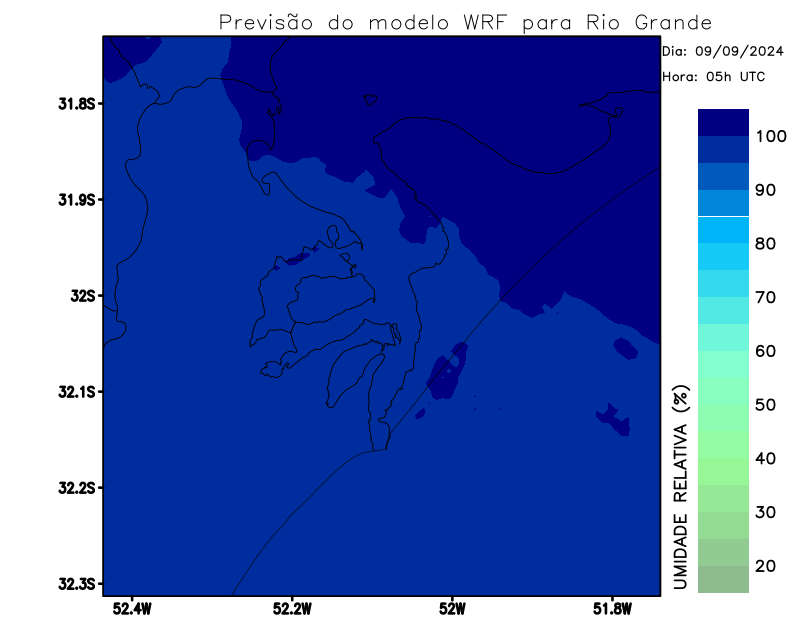 Previsão do modelo WRF para Rio Grande
Dia: 09/09/2024
Hora: 05h UTC
31.8S
31.9S
32S
32.1S
32.2S
32.3S
52.4W
52.2W
52W
51.8W
UMIDADE RELATIVA (%)
100
90
80
70
60
50
40
30
20